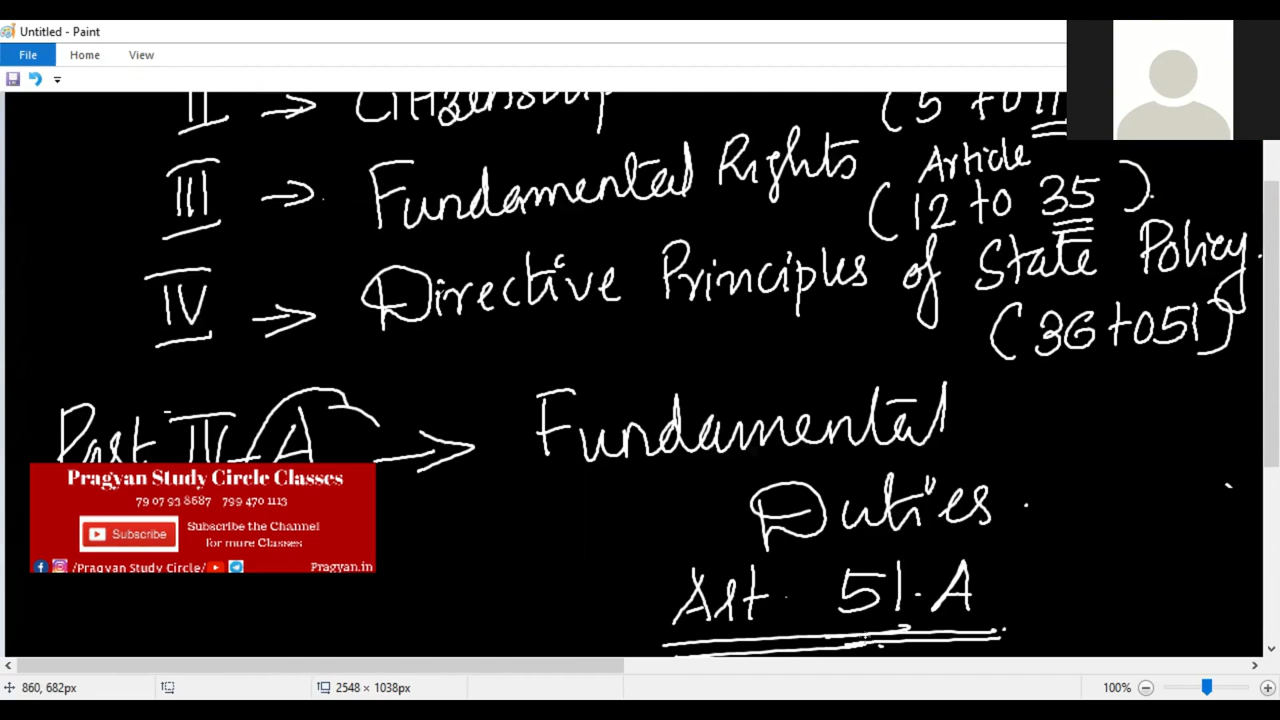 Untitled - Paint
File Home View
II → Citizenship (5 to 11
III → Fundamental Rights Article (12 to 35).
IV → Directive Principles of State Policy.
(36 to 51)
Part IV-A → Fundamental
Duties.
Art. 51.A
Pragyan Study Circle Classes
79 07 93 8687 799 470 1113
Subscribe Subscribe the Channel
for more Classes
/Pragyan Study Circle/ Pragyan.in
860, 682px 2548 × 1038px 100%